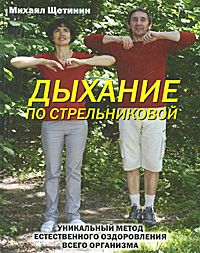 Михаил Щетинин
ДЫХАНИЕ
ПО СТРЕЛЬНИКОВОЙ
УНИКАЛЬНЫЙ МЕТОД
ЕСТЕСТВЕННОГО ОЗДОРОВЛЕНИЯ
ВСЕГО ОРГАНИЗМА